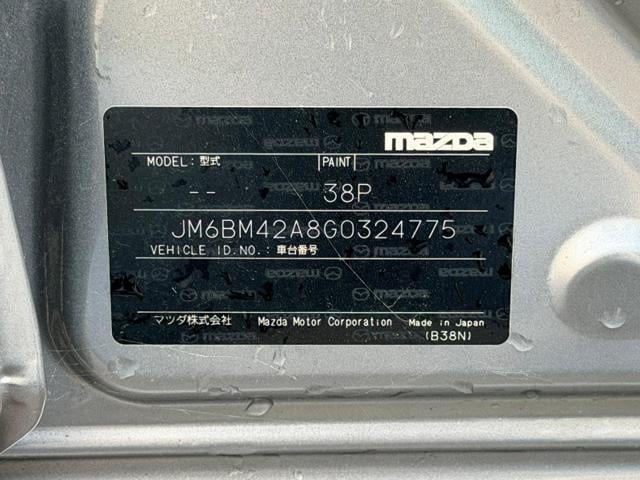 mazda
MODEL: 型式 PAINT
-- 38P
JM6BM42A8G0324775
VEHICLE ID.NO.: 車台番号
マツダ株式会社 Mazda Motor Corporation Made in Japan
(B38N)